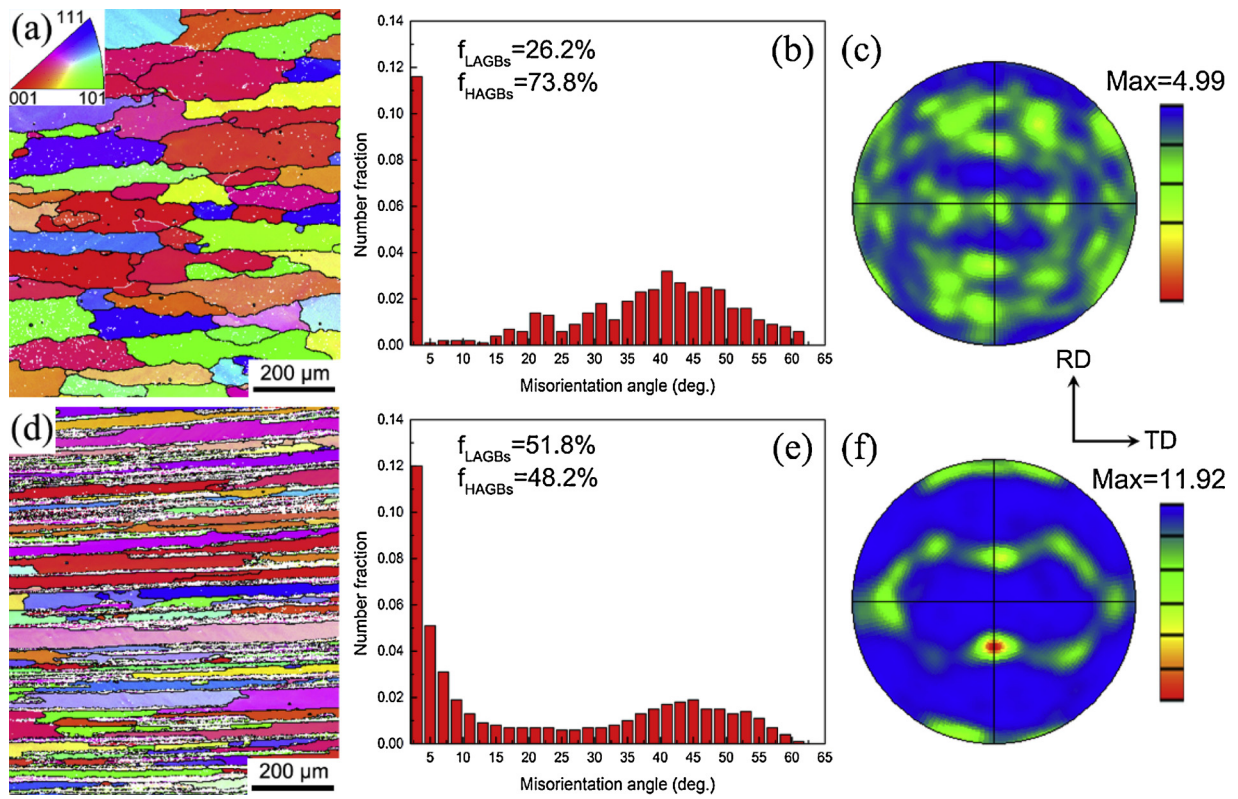 (a)
111
001
101
200 μm
0.14
0.12
0.10
0.08
0.06
0.04
0.02
0.00
Number fraction
fLAGBs=26.2%
fHAGBs=73.8%
(b)
5 10 15 20 25 30 35 40 45 50 55 60 65
Misorientation angle (deg.)
(c)
Max=4.99
RD
TD
(d)
200 μm
0.14
0.12
0.10
0.08
0.06
0.04
0.02
0.00
Number fraction
fLAGBs=51.8%
fHAGBs=48.2%
(e)
5 10 15 20 25 30 35 40 45 50 55 60 65
Misorientation angle (deg.)
(f)
Max=11.92